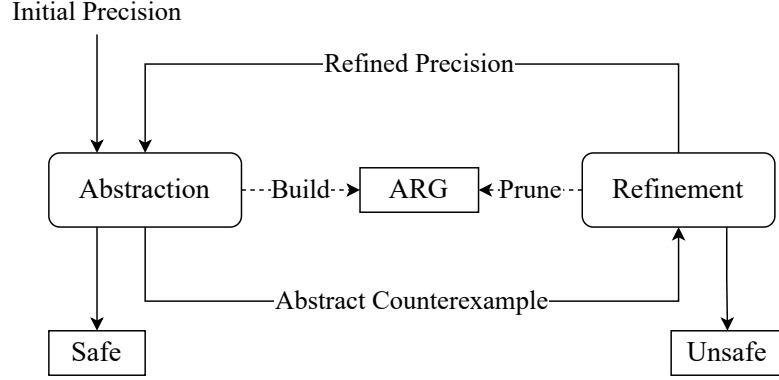 Initial Precision
Refined Precision
Abstraction
Build
ARG
Prune
Refinement
Abstract Counterexample
Safe
Unsafe